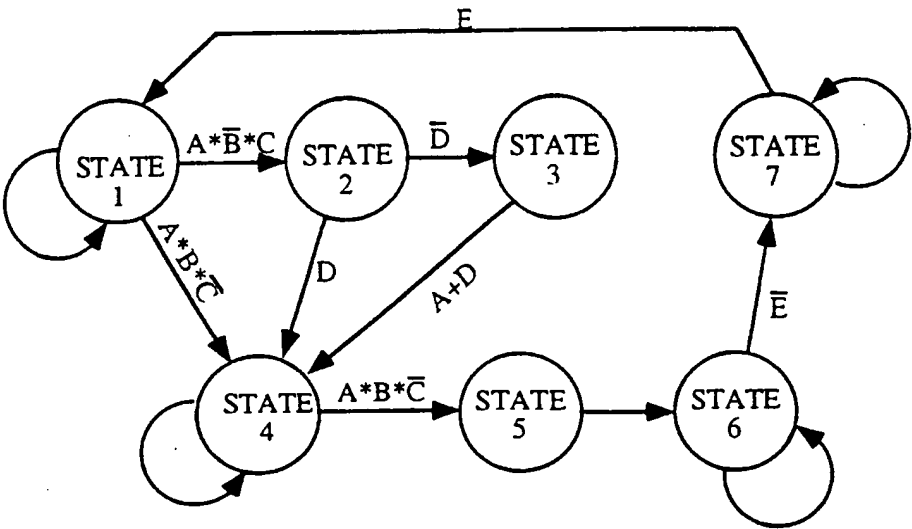 E
STATE
1
A*B̅*C
STATE
2
D̅
STATE
3
STATE
7
A*B*C̅
D
A+D
E̅
STATE
4
A*B*C̅
STATE
5
STATE
6